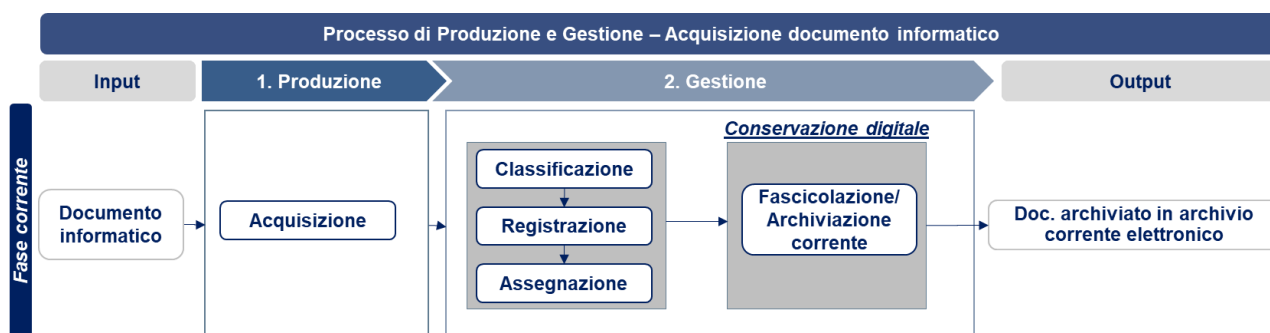 Processo di Produzione e Gestione – Acquisizione documento informatico
Input
1. Produzione
2. Gestione
Output
Fase corrente
Documento
informatico
Acquisizione
Classificazione
Registrazione
Assegnazione
Conservazione digitale
Fascicolazione/
Archiviazione
corrente
Doc. archiviato in archivio
corrente elettronico